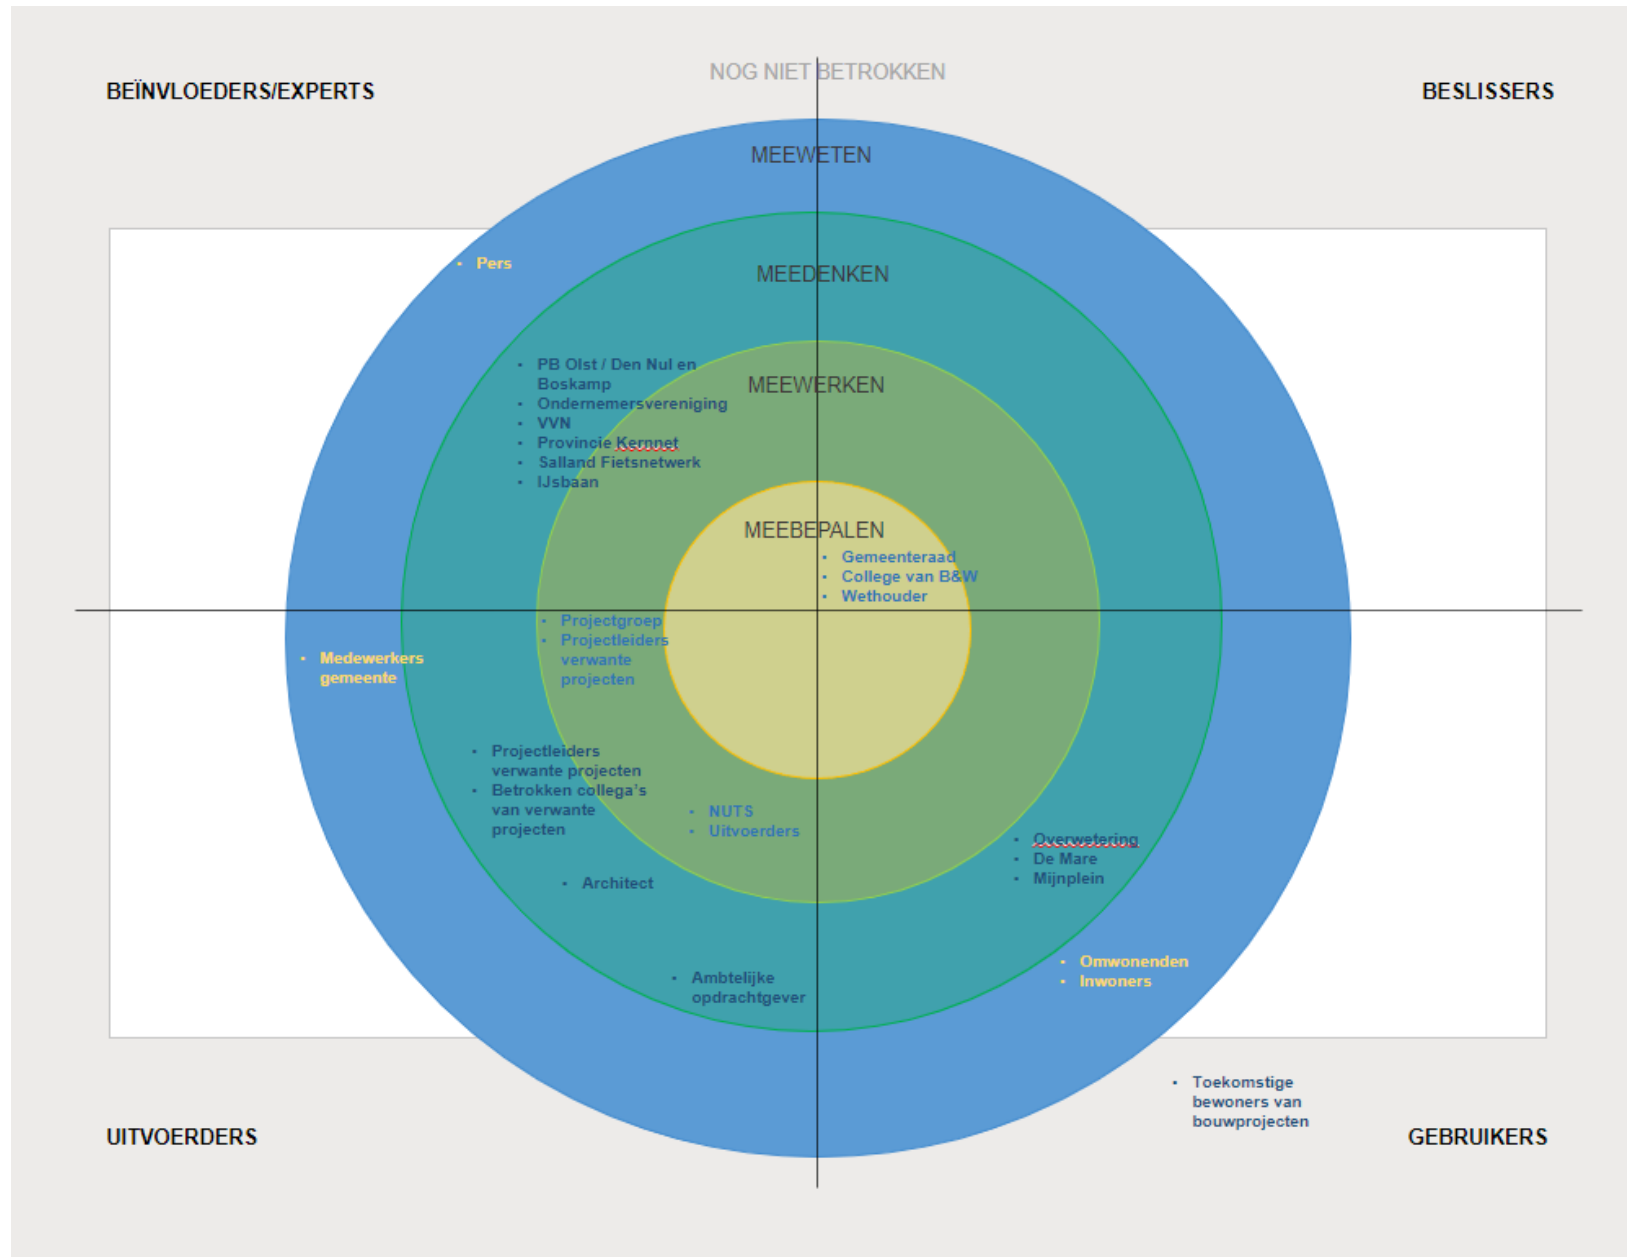 NOG NIET BETROKKEN
BEÏNVLOEDERS/EXPERTS
BESLISSERS
MEEWETEN
• Pers
MEEDENKEN
• PB Olst / Den Nul en
Boskamp
• Ondernemersvereniging
• VVN
• Provincie Kernnet
• Salland Fietsnetwerk
• IJsbaan
MEEWERKEN
MEEBEPALEN
• Gemeenteraad
• College van B&W
• Wethouder
• Projectgroep
• Projectleiders
verwante
projecten
• Medewerkers
gemeente
• Projectleiders
verwante projecten
• Betrokken collega's
van verwante
projecten
• NUTS
• Uitvoerders
• Architect
• Ambtelijke
opdrachtgever
• Overwetering
• De Mare
• Mijnplein
• Omwonenden
• Inwoners
• Toekomstige
bewoners van
bouwprojecten
UITVOERDERS
GEBRUIKERS